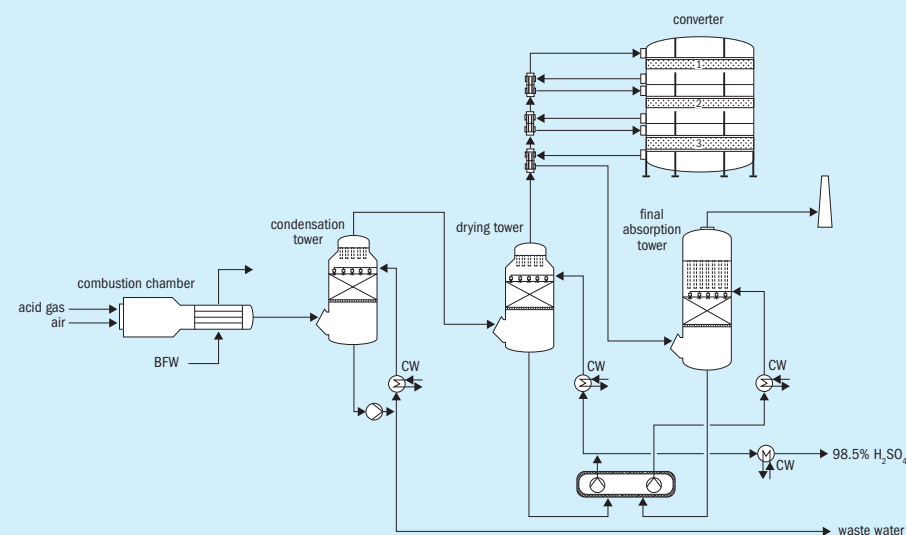 converter
1
2
3
condensation
tower
drying tower
final
absorption
tower
combustion chamber
acid gas
air
BFW
CW
CW
CW
98.5% H₂SO₄
CW
waste water